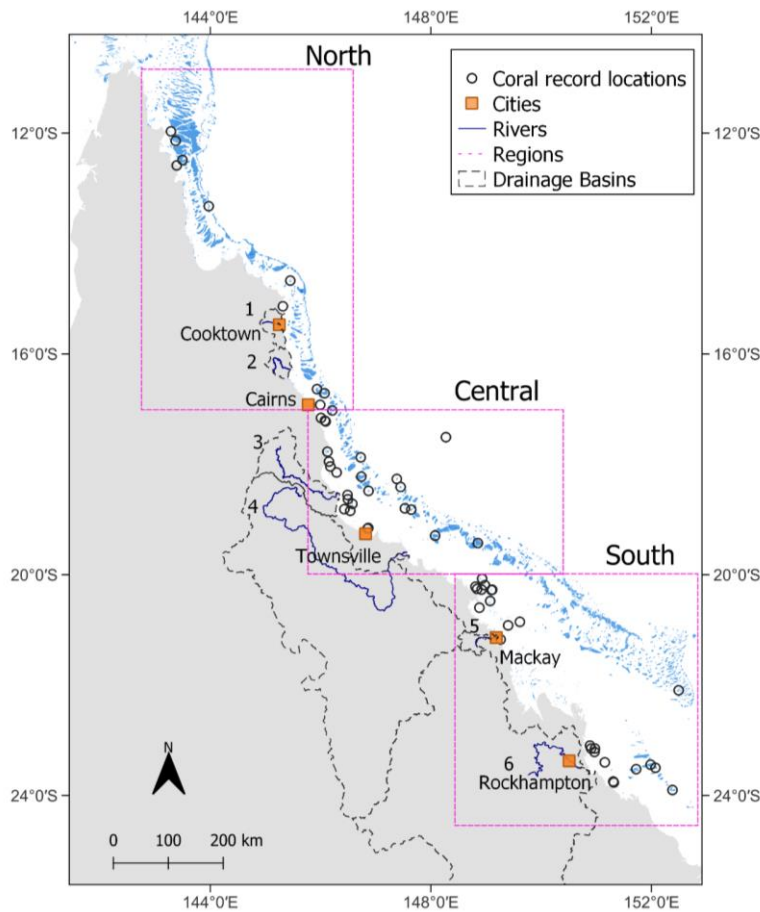 144°0'E 148°0'E 152°0'E
North
Coral record locations
Cities
Rivers
Regions
Drainage Basins
12°0'S
12°0'S
1
Cooktown
16°0'S
16°0'S
2
Central
Cairns
3
4
Townsville
South
20°0'S
20°0'S
5
Mackay
N
6
Rockhampton
24°0'S
24°0'S
0 100 200 km
144°0'E 148°0'E 152°0'E